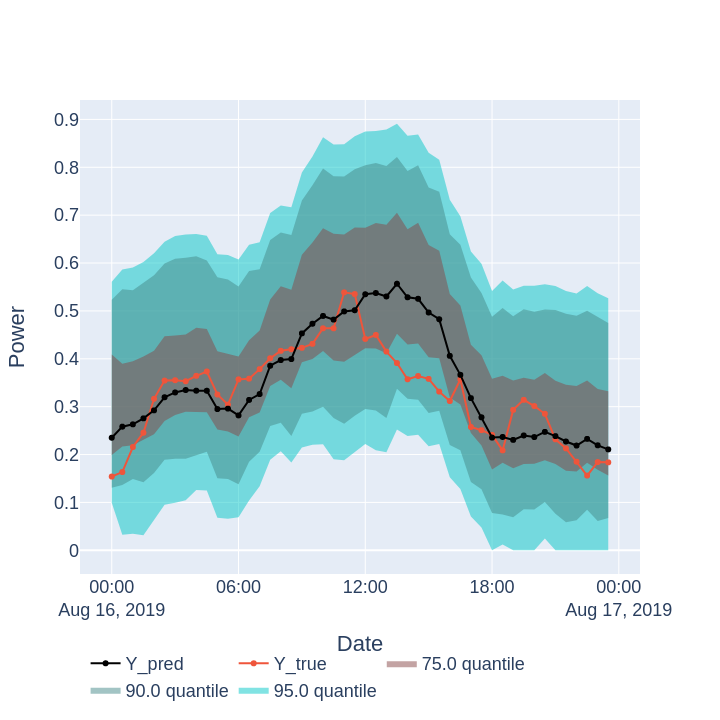 0.9
0.8
0.7
0.6
0.5
0.4
0.3
0.2
0.1
0
Power
00:00 06:00 12:00 18:00 00:00
Aug 16, 2019 Aug 17, 2019
Date
Y_pred Y_true 75.0 quantile
90.0 quantile 95.0 quantile